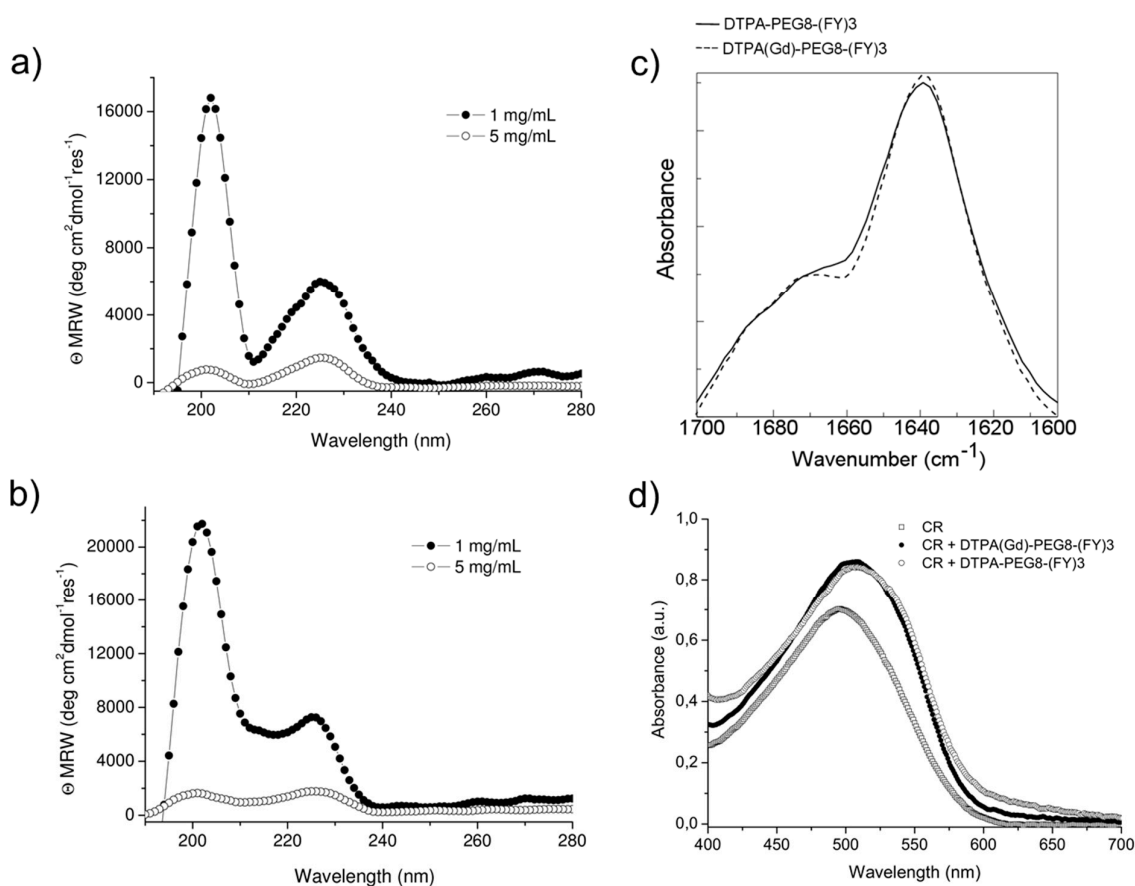 a)
16000
12000
8000
4000
0
Θ MRW (deg cm²dmol⁻¹res⁻¹)
1 mg/mL
5 mg/mL
200 220 240 260 280
Wavelength (nm)
b)
20000
16000
12000
8000
4000
0
Θ MRW (deg cm²dmol⁻¹res⁻¹)
1 mg/mL
5 mg/mL
200 220 240 260 280
Wavelength (nm)
DTPA-PEG8-(FY)3
DTPA(Gd)-PEG8-(FY)3
c)
Absorbance
1700 1680 1660 1640 1620 1600
Wavenumber (cm⁻¹)
d)
1,0
0,8
0,6
0,4
0,2
0,0
Absorbance (a.u.)
CR
CR + DTPA(Gd)-PEG8-(FY)3
CR + DTPA-PEG8-(FY)3
400 450 500 550 600 650 700
Wavelength (nm)